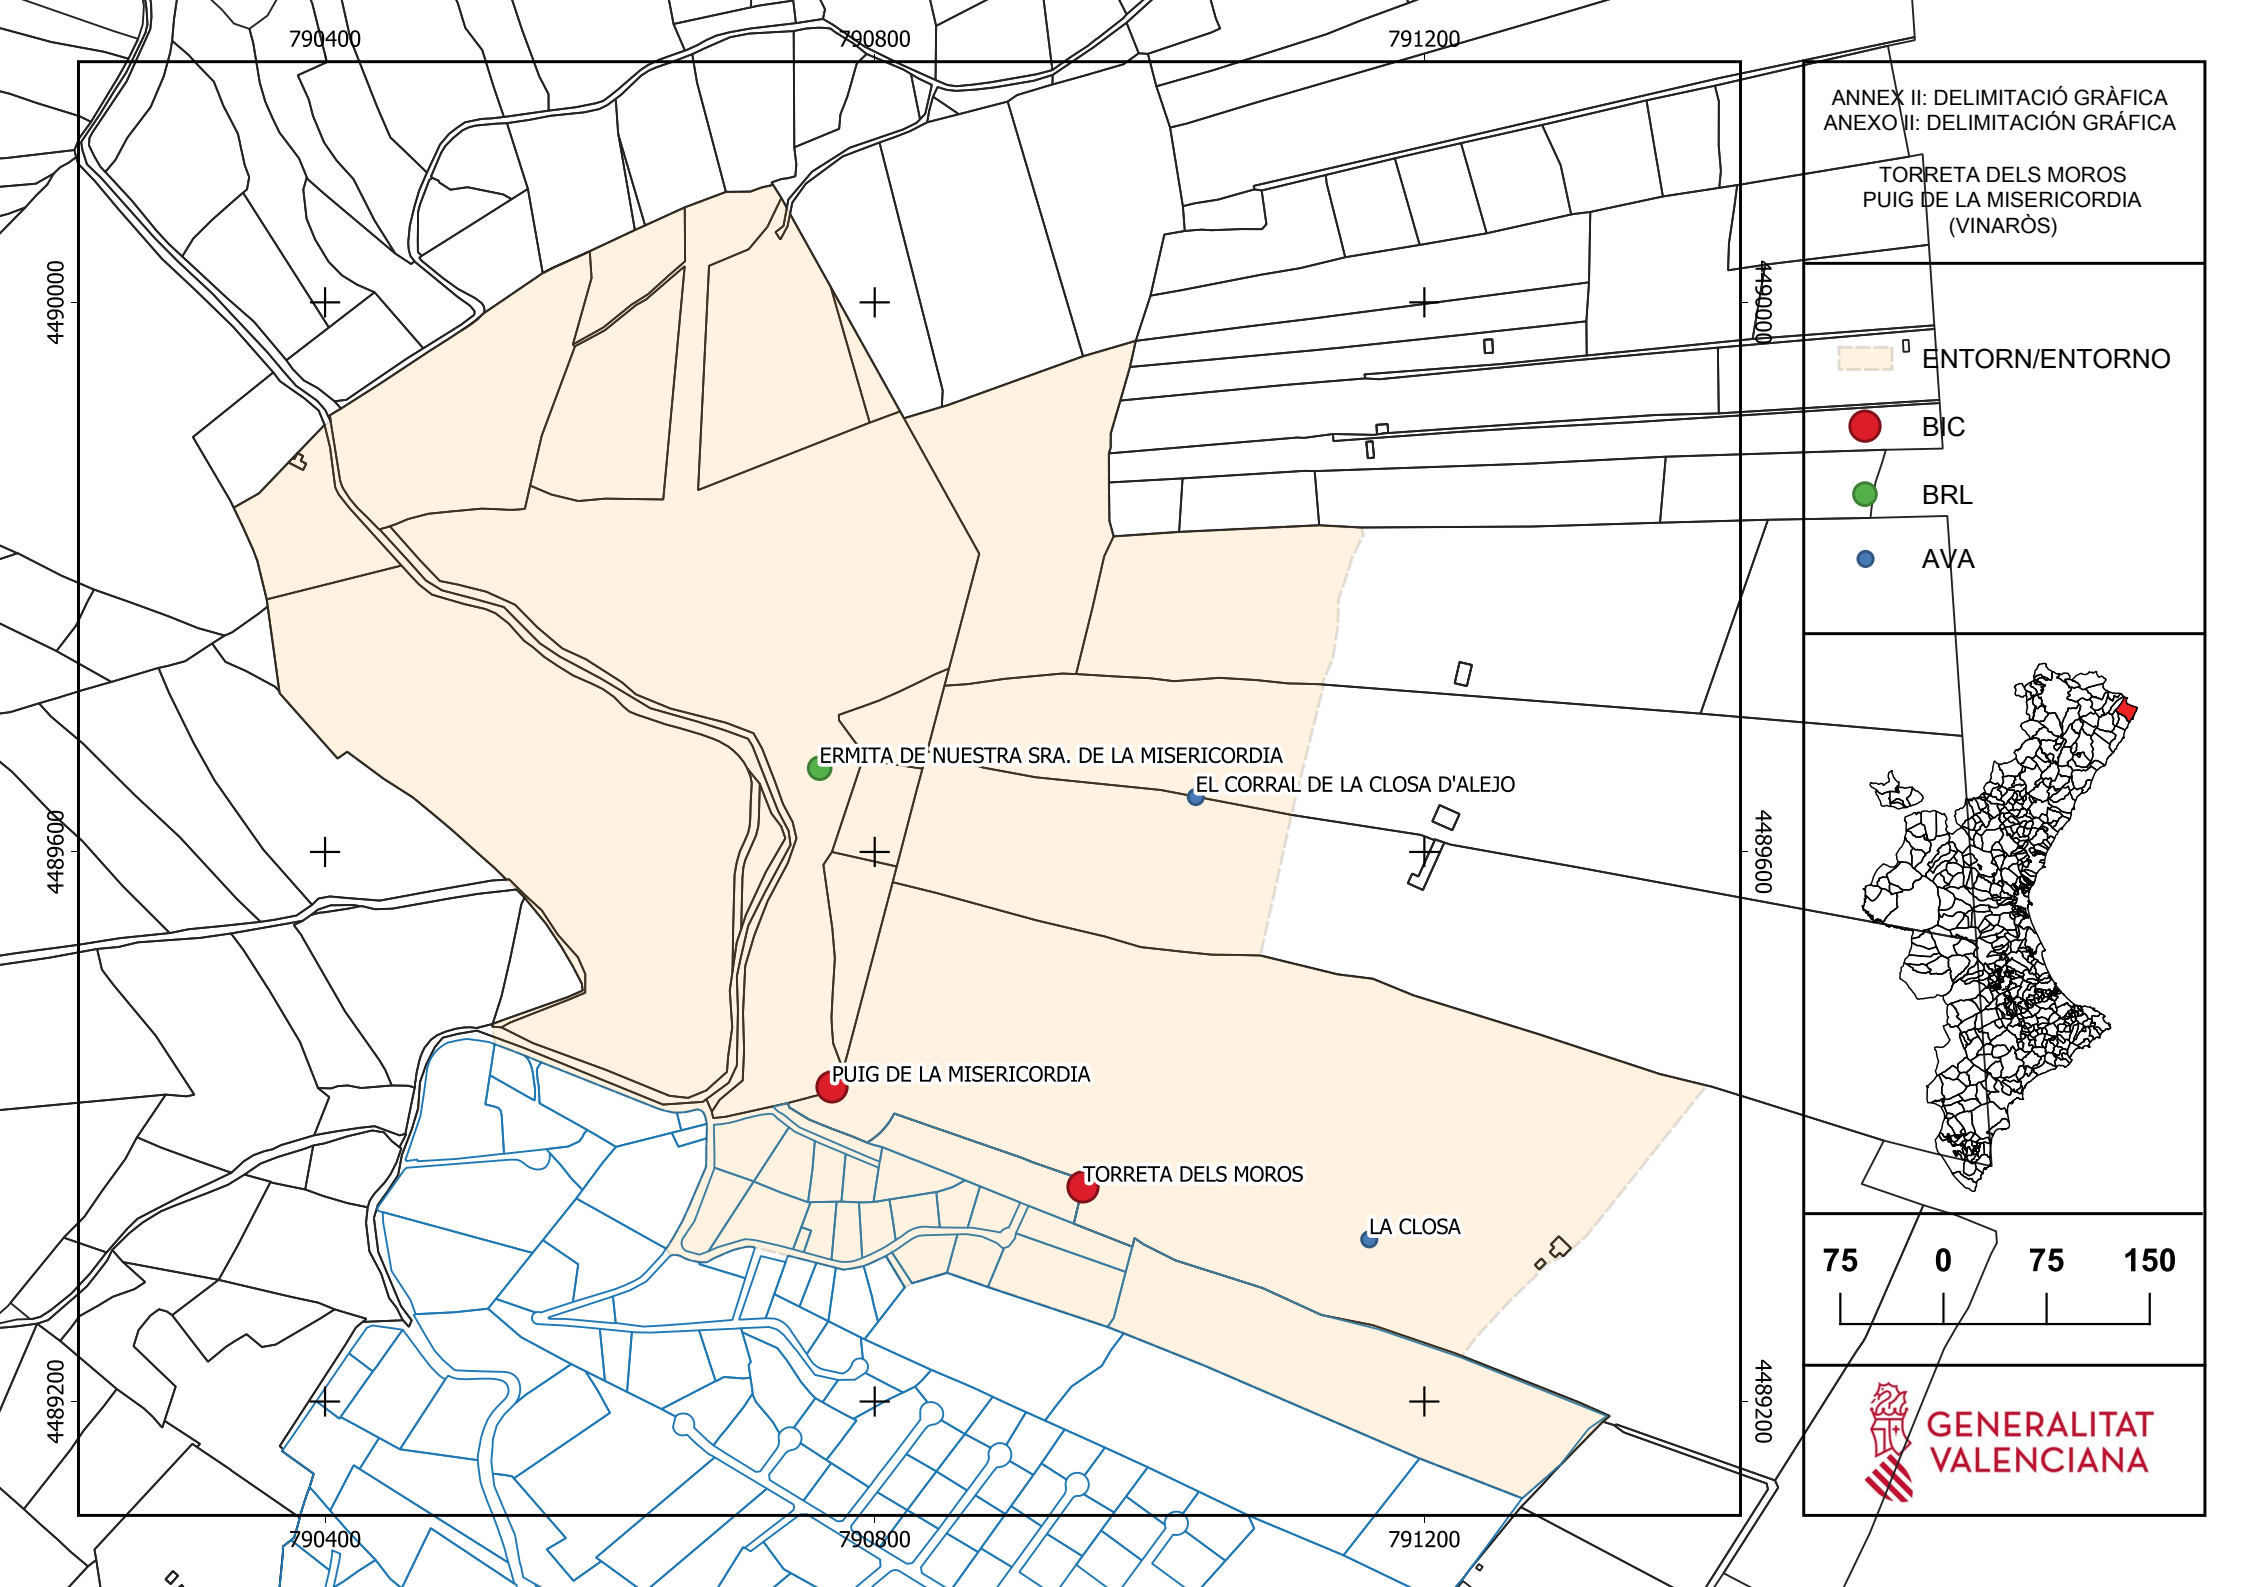 790400
790800
791200
4490000
4489600
4489200
4490000
4489600
4489200
790400
790800
791200
ERMITA DE NUESTRA SRA. DE LA MISERICORDIA
EL CORRAL DE LA CLOSA D'ALEJO
PUIG DE LA MISERICORDIA
TORRETA DELS MOROS
LA CLOSA
ANNEX II: DELIMITACIÓ GRÀFICA
ANEXO II: DELIMITACIÓN GRÁFICA
TORRETA DELS MOROS
PUIG DE LA MISERICORDIA
(VINARÒS)
ENTORN/ENTORNO
BIC
BRL
AVA
75 0 75 150
GENERALITAT
VALENCIANA